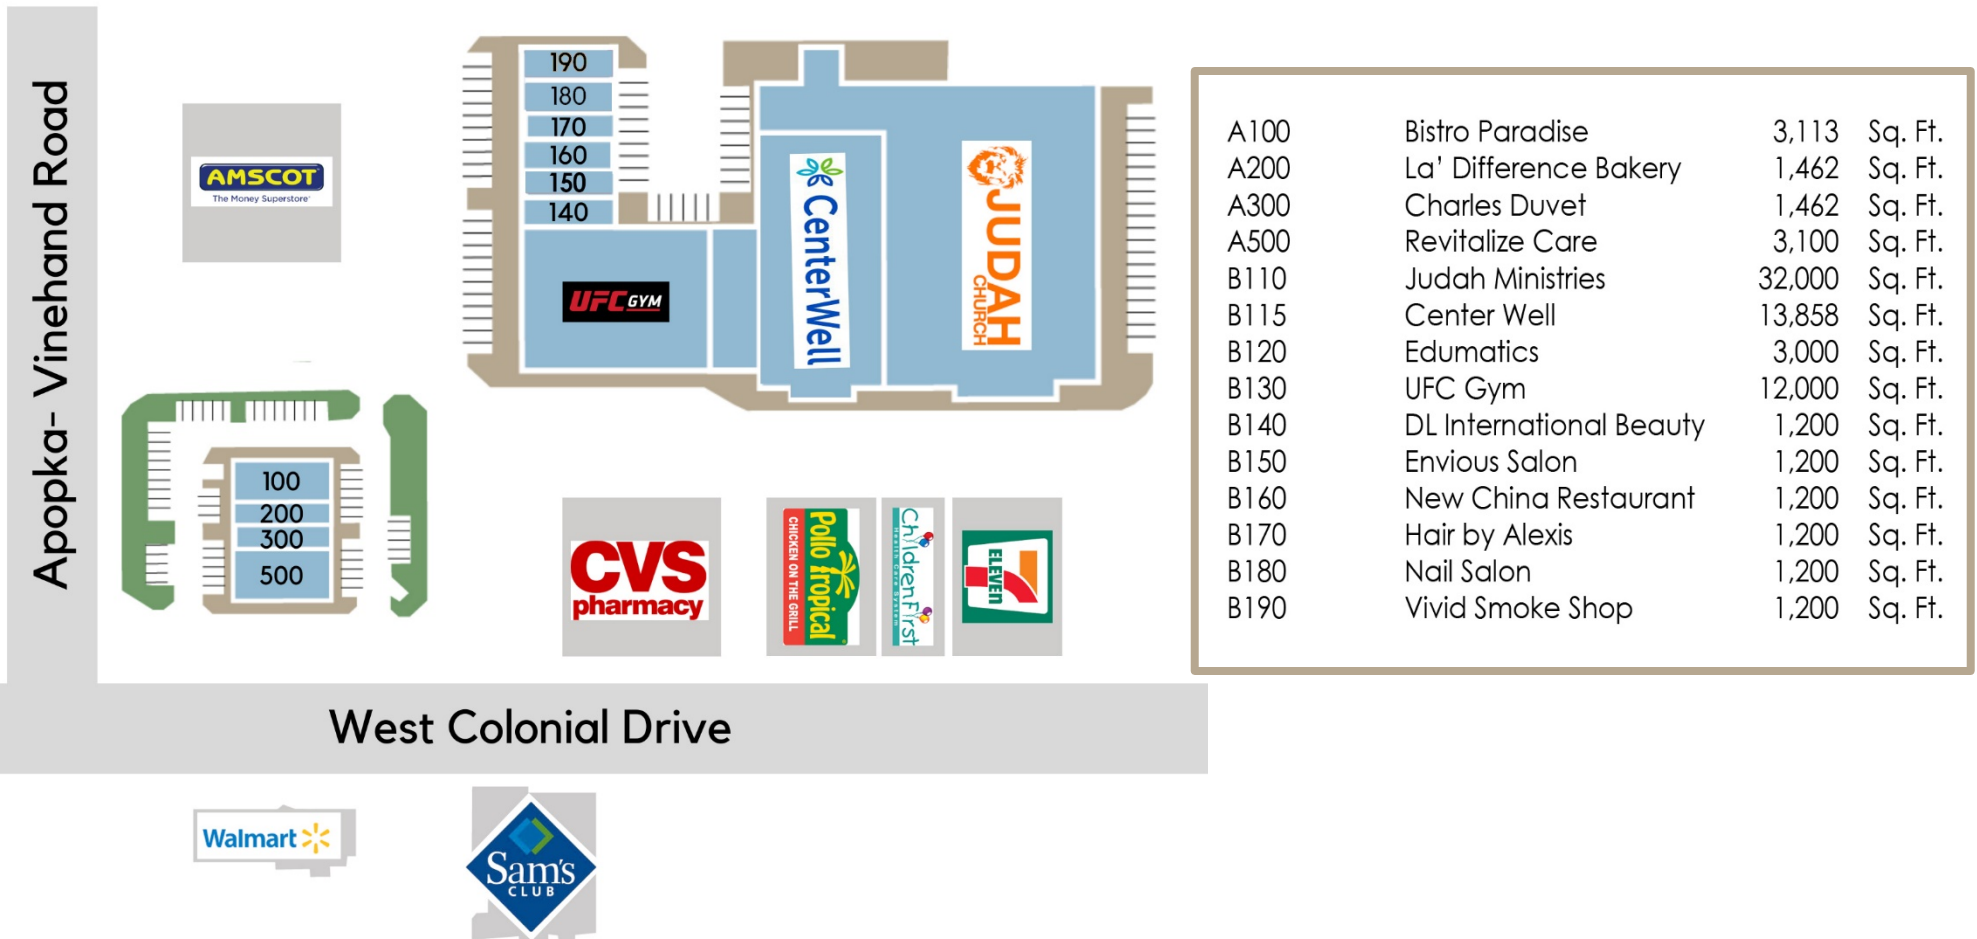 Apopka- Vinehand Road
AMSCOT
The Money Superstore
190
180
170
160
150
140
UFC GYM
CenterWell
JUDAH
CHURCH
100
200
300
500
CVS
pharmacy
Pollo Tropical
CHICKEN ON THE GRILL
Children First
Health Care System
7
ELEVEN
West Colonial Drive
Walmart
Sam's
CLUB
A100 Bistro Paradise 3,113 Sq. Ft.
A200 La' Difference Bakery 1,462 Sq. Ft.
A300 Charles Duvet 1,462 Sq. Ft.
A500 Revitalize Care 3,100 Sq. Ft.
B110 Judah Ministries 32,000 Sq. Ft.
B115 Center Well 13,858 Sq. Ft.
B120 Edumatics 3,000 Sq. Ft.
B130 UFC Gym 12,000 Sq. Ft.
B140 DL International Beauty 1,200 Sq. Ft.
B150 Envious Salon 1,200 Sq. Ft.
B160 New China Restaurant 1,200 Sq. Ft.
B170 Hair by Alexis 1,200 Sq. Ft.
B180 Nail Salon 1,200 Sq. Ft.
B190 Vivid Smoke Shop 1,200 Sq. Ft.